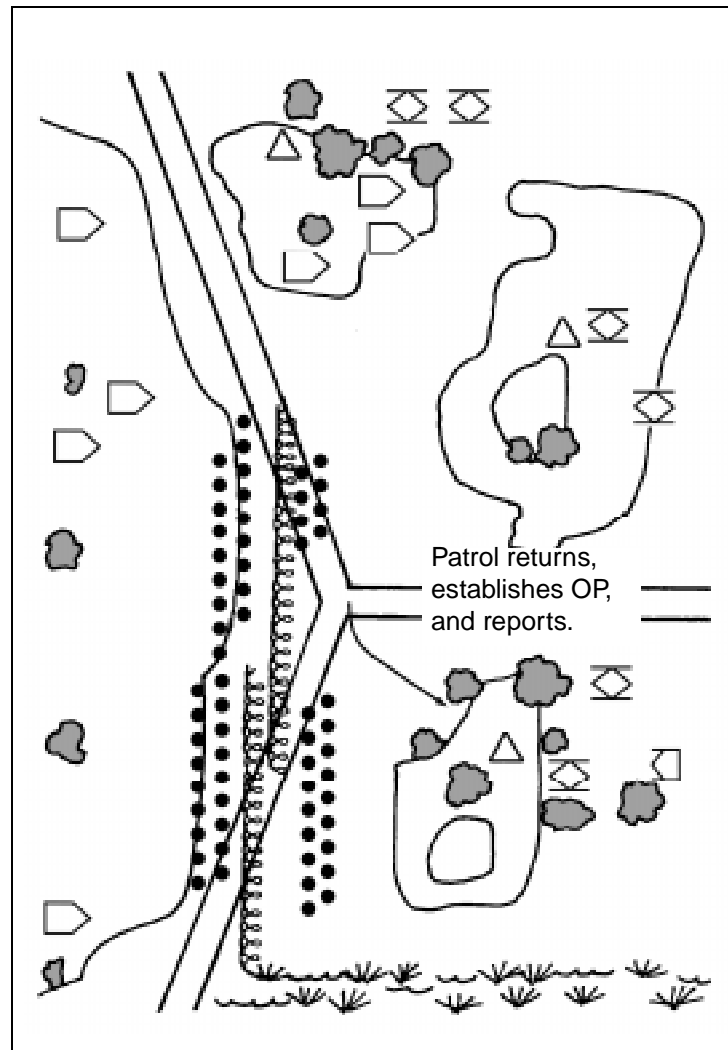 Patrol returns,
establishes OP,
and reports.